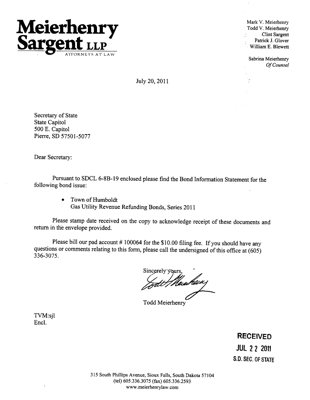 Meierhenry
Sargent LLP
ATTORNEYS AT LAW
Mark V. Meierhenry
Todd V. Meierhenry
Clint Sargent
Patrick J. Glover
William E. Blewett
Sabrina Meierhenry
Of Counsel
July 20, 2011
Secretary of State
State Capitol
500 E. Capitol
Pierre, SD 57501-5077
Dear Secretary:
Pursuant to SDCL 6-8B-19 enclosed please find the Bond Information Statement for the
following bond issue:
• Town of Humboldt
Gas Utility Revenue Refunding Bonds, Series 2011
Please stamp date received on the copy to acknowledge receipt of these documents and
return in the envelope provided.
Please bill our pad account # 100064 for the $10.00 filing fee. If you should have any
questions or comments relating to this form, please call the undersigned of this office at (605)
336-3075.
Sincerely yours,
Todd Meierhenry
Todd Meierhenry
TVM:njl
Encl.
RECEIVED
JUL 22 2011
S.D. SEC. OF STATE
315 South Phillips Avenue, Sioux Falls, South Dakota 57104
(tel) 605.336.3075 (fax) 605.336.2593
www.meierhenrylaw.com